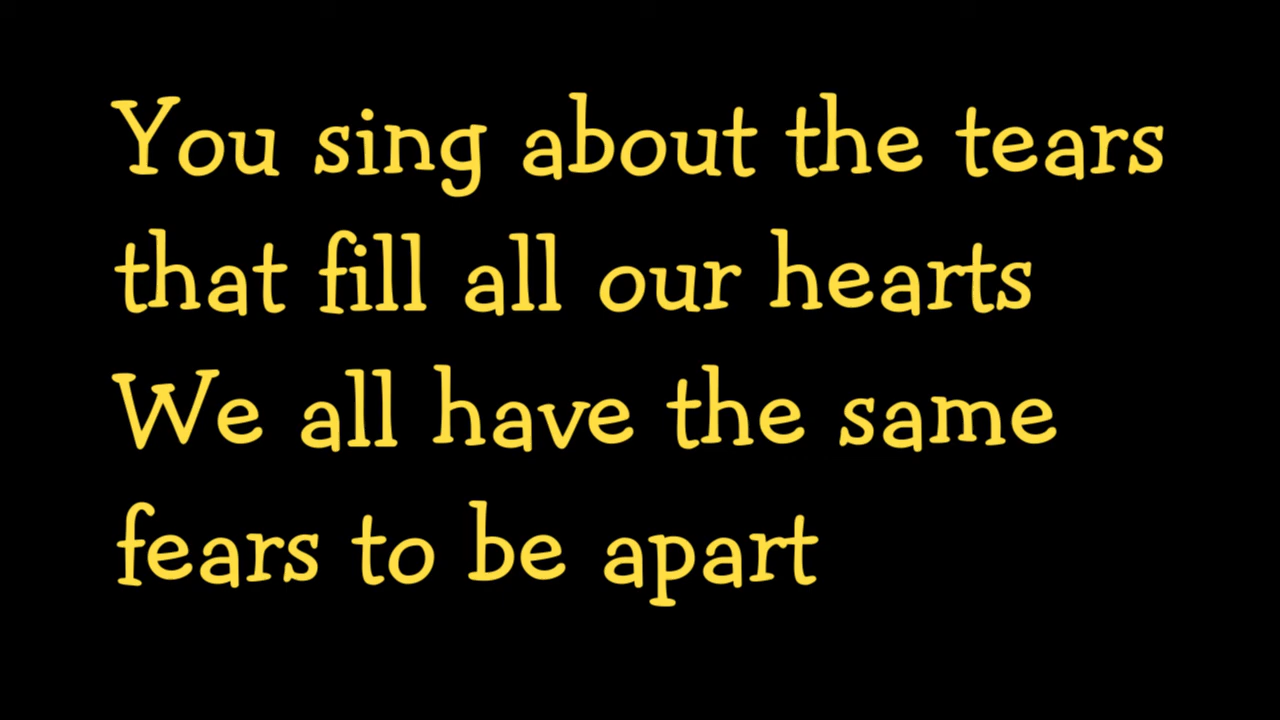 You sing about the tears
that fill all our hearts
We all have the same
fears to be apart